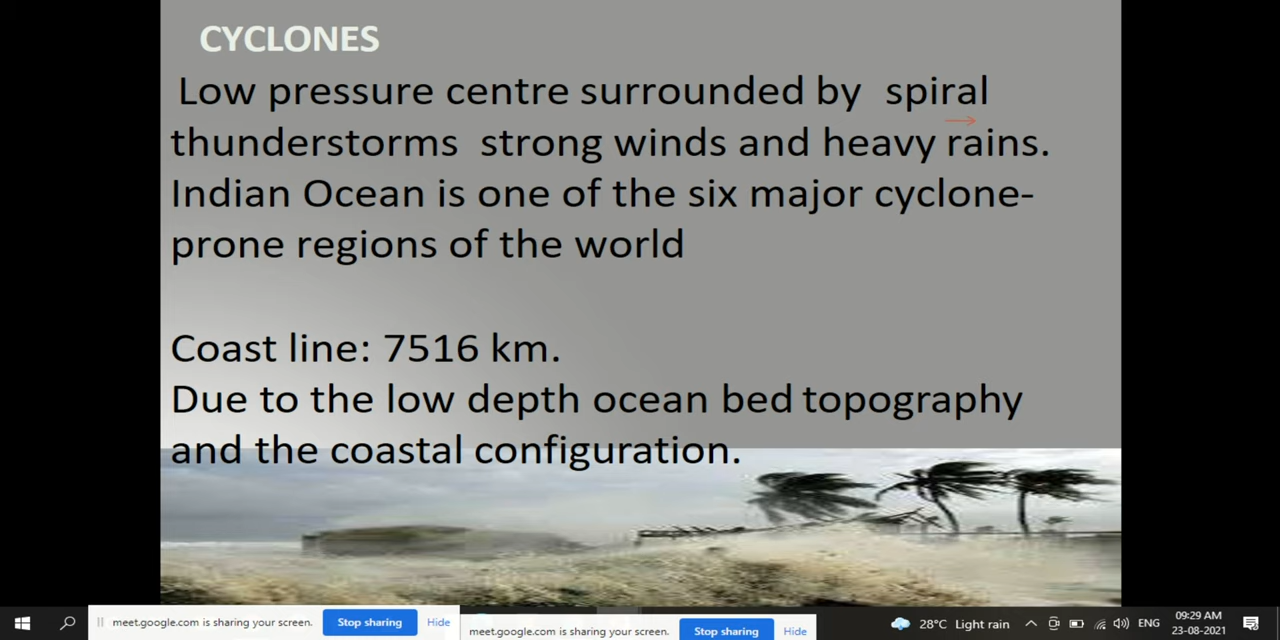 CYCLONES
Low pressure centre surrounded by spiral
thunderstorms strong winds and heavy rains.
Indian Ocean is one of the six major cyclone-
prone regions of the world
Coast line: 7516 km.
Due to the low depth ocean bed topography
and the coastal configuration.
meet.google.com is sharing your screen. Stop sharing Hide
meet.google.com is sharing your screen. Stop sharing Hide
28°C Light rain
ENG
09:29 AM
23-08-2021